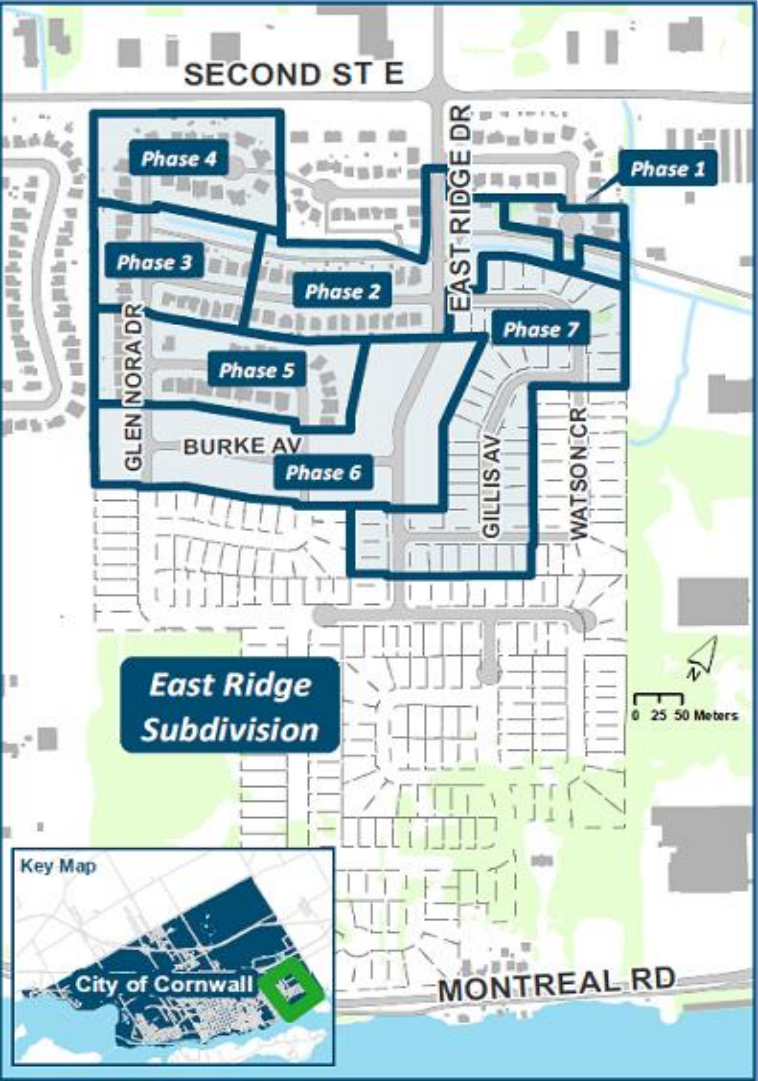 SECOND ST E
EAST RIDGE DR
Phase 4
Phase 1
Phase 3
Phase 2
Phase 7
GLEN NORA DR
Phase 5
BURKE AV
Phase 6
GILLIS AV
WATSON CR
East Ridge
Subdivision
N
0 25 50 Meters
Key Map
City of Cornwall
MONTREAL RD